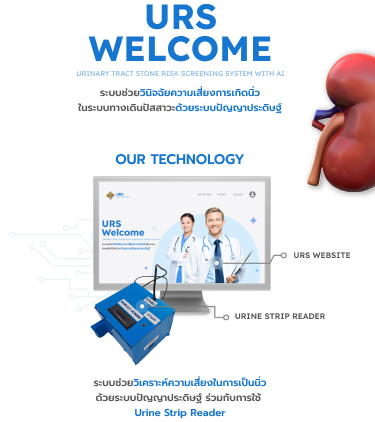 URS
WELCOME
URINARY TRACT STONE RISK SCREENING SYSTEM WITH AI
ระบบช่วยวินิจฉัยความเสี่ยงการเกิดนิ่ว
ในระบบทางเดินปัสสาวะด้วยระบบปัญญาประดิษฐ์
OUR TECHNOLOGY
URS
URS
Welcome
URS WEBSITE
URINE STRIP READER
ระบบช่วยวิเคราะห์ความเสี่ยงในการเป็นนิ่ว
ด้วยระบบปัญญาประดิษฐ์ ร่วมกับการใช้
Urine Strip Reader